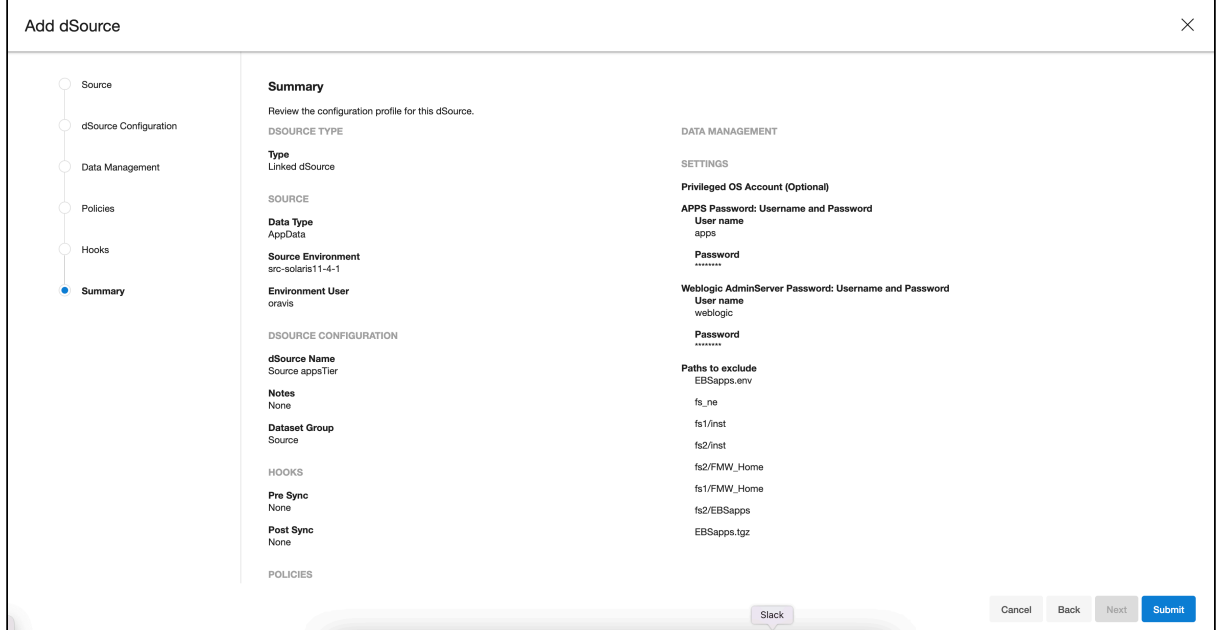 Add dSource
Source
dSource Configuration
Data Management
Policies
Hooks
Summary
Summary
Review the configuration profile for this dSource.
DSOURCE TYPE
Type
Linked dSource
SOURCE
Data Type
AppData
Source Environment
src-solaris11-4-1
Environment User
oravis
DSOURCE CONFIGURATION
dSource Name
Source appsTier
Notes
None
Dataset Group
Source
HOOKS
Pre Sync
None
Post Sync
None
POLICIES
DATA MANAGEMENT
SETTINGS
Privileged OS Account (Optional)
APPS Password: Username and Password
User name
apps
Password
********
Weblogic AdminServer Password: Username and Password
User name
weblogic
Password
********
Paths to exclude
EBSapps.env
fs_ne
fs1/inst
fs2/inst
fs2/FMW_Home
fs1/FMW_Home
fs2/EBSapps
EBSapps.tgz
Cancel Back Next Submit
Slack